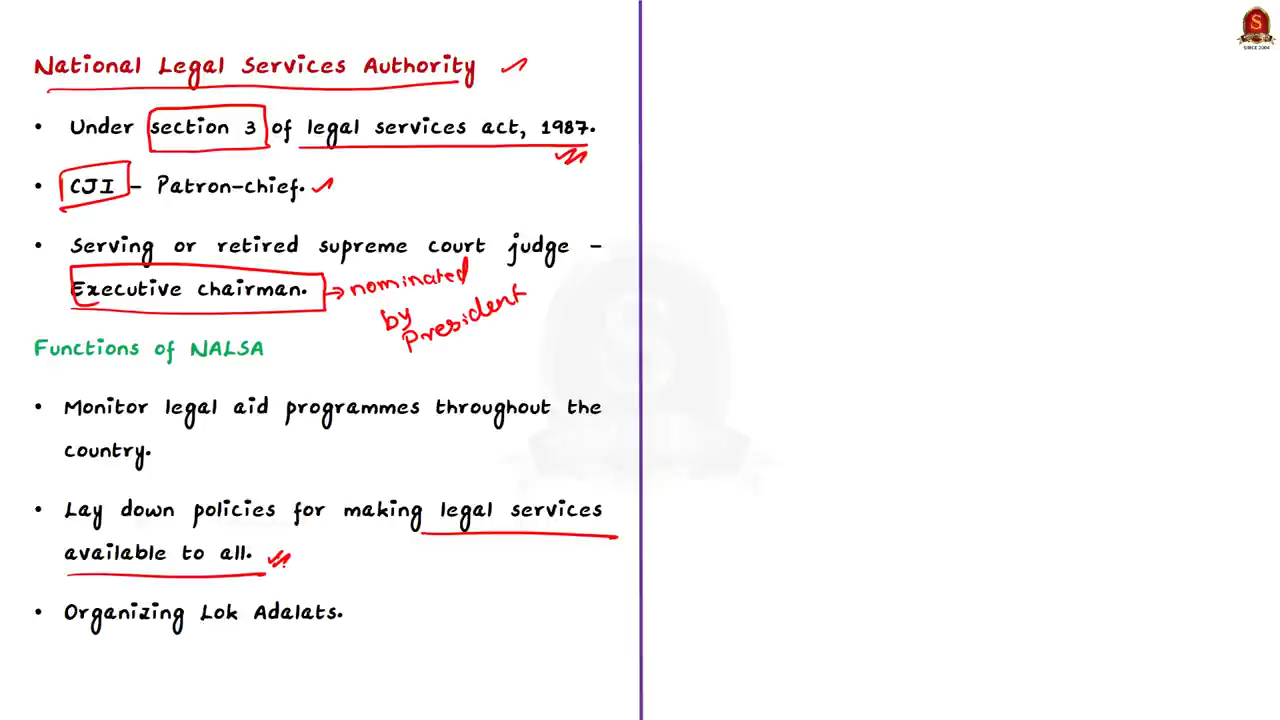 National Legal Services Authority
• Under section 3 of legal services act, 1987.
• CJI - Patron-chief.
• Serving or retired supreme court judge -
Executive chairman. → nominated
by
President
Functions of NALSA
• Monitor legal aid programmes throughout the
country.
• Lay down policies for making legal services
available to all.
• Organizing Lok Adalats.
S
SINCE 2004